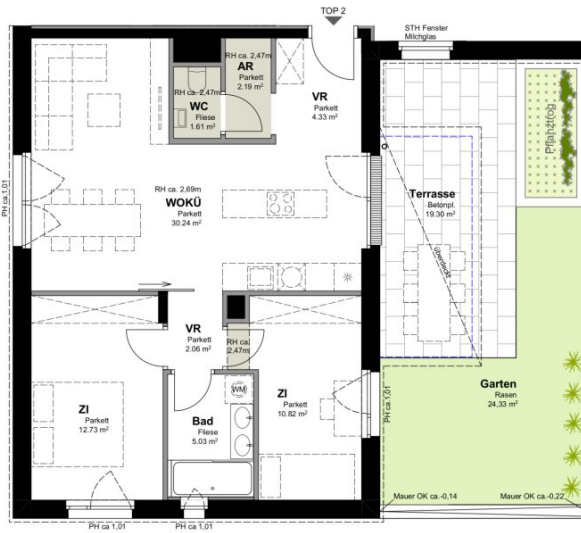 TOP 2
STH Fenster
Milchglas
RH ca. 2,47m
AR
Parkett
2.19 m²
RH ca. 2,47m
WC
Fliese
1.61 m²
VR
Parkett
4.33 m²
Pflanztrog
PH ca.1,01
RH ca. 2,69m
WOKÜ
Parkett
30.24 m²
Terrasse
Betonpl.
19.30 m²
überdeckt
VR
Parkett
2.06 m²
RH ca.
2,47m
ZI
Parkett
12.73 m²
WM
Bad
Fliese
5.03 m²
ZI
Parkett
10.82 m²
PH ca.1,01
Garten
Rasen
24,33 m²
Mauer OK ca.-0,14
Mauer OK ca.-0,22
PH ca 1,01
PH ca 1,01